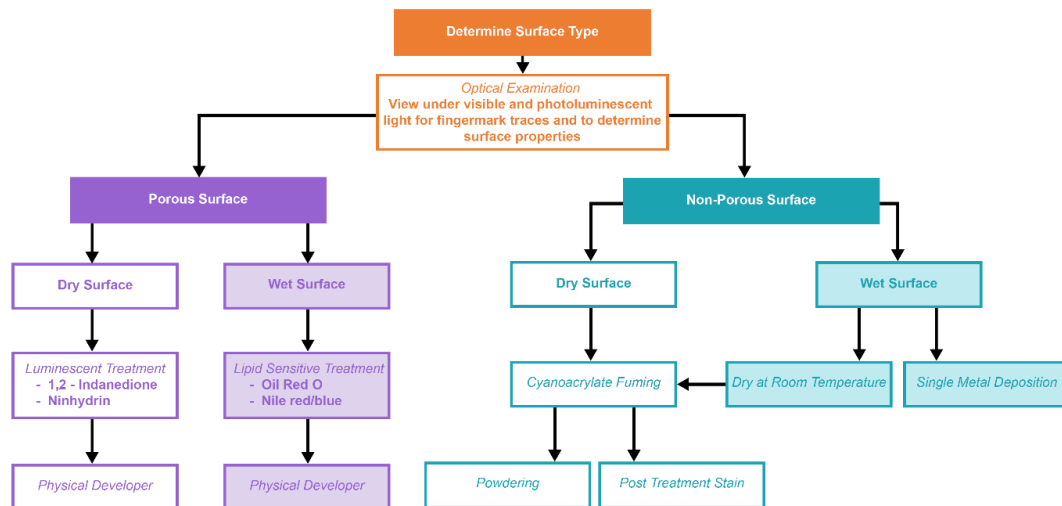 Determine Surface Type
Optical Examination
View under visible and photoluminescent
light for fingermark traces and to determine
surface properties
Porous Surface
Non-Porous Surface
Dry Surface
Wet Surface
Dry Surface
Wet Surface
Luminescent Treatment
- 1,2 - Indanedione
- Ninhydrin
Lipid Sensitive Treatment
- Oil Red O
- Nile red/blue
Cyanoacrylate Fuming
Dry at Room Temperature
Single Metal Deposition
Physical Developer
Physical Developer
Powdering
Post Treatment Stain